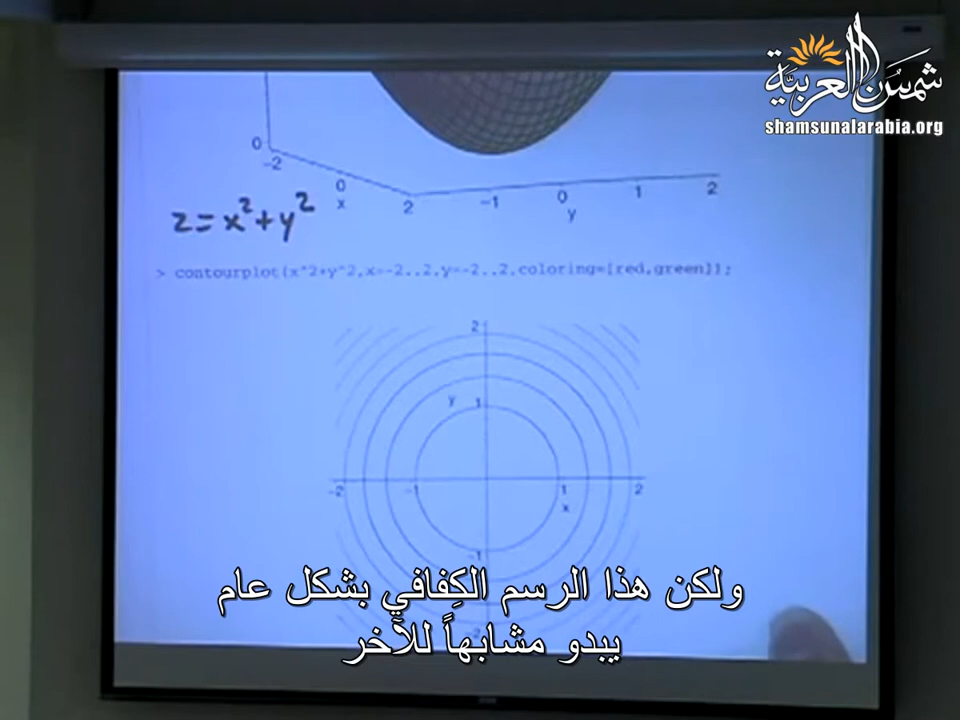 شمس العربية
shamsunalarabia.org
0
-2
0
x
2
-1
0
y
1
2
z=x²+y²
> contourplot(x^2+y^2,x=-2..2,y=-2..2,coloring=[red,green]);
2
y
1
-2
-1
1
x
2
-1
ولكن هذا الرسم الكِفافي بشكل عام
يبدو مشابهاً للآخر